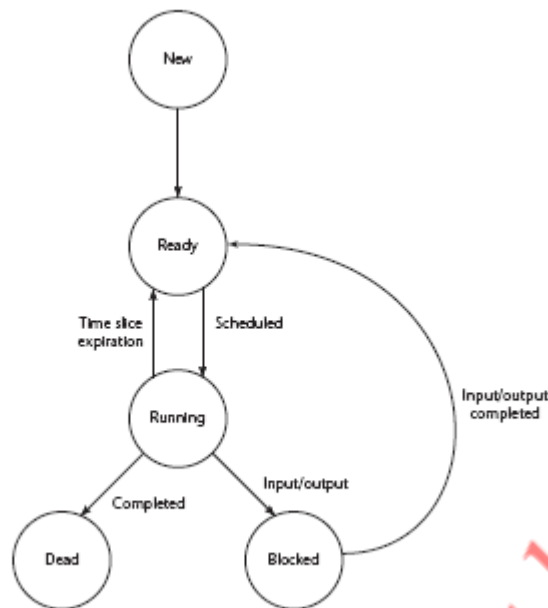 New
Ready
Time slice
expiration
Scheduled
Input/output
completed
Running
Completed
Input/output
Dead
Blocked